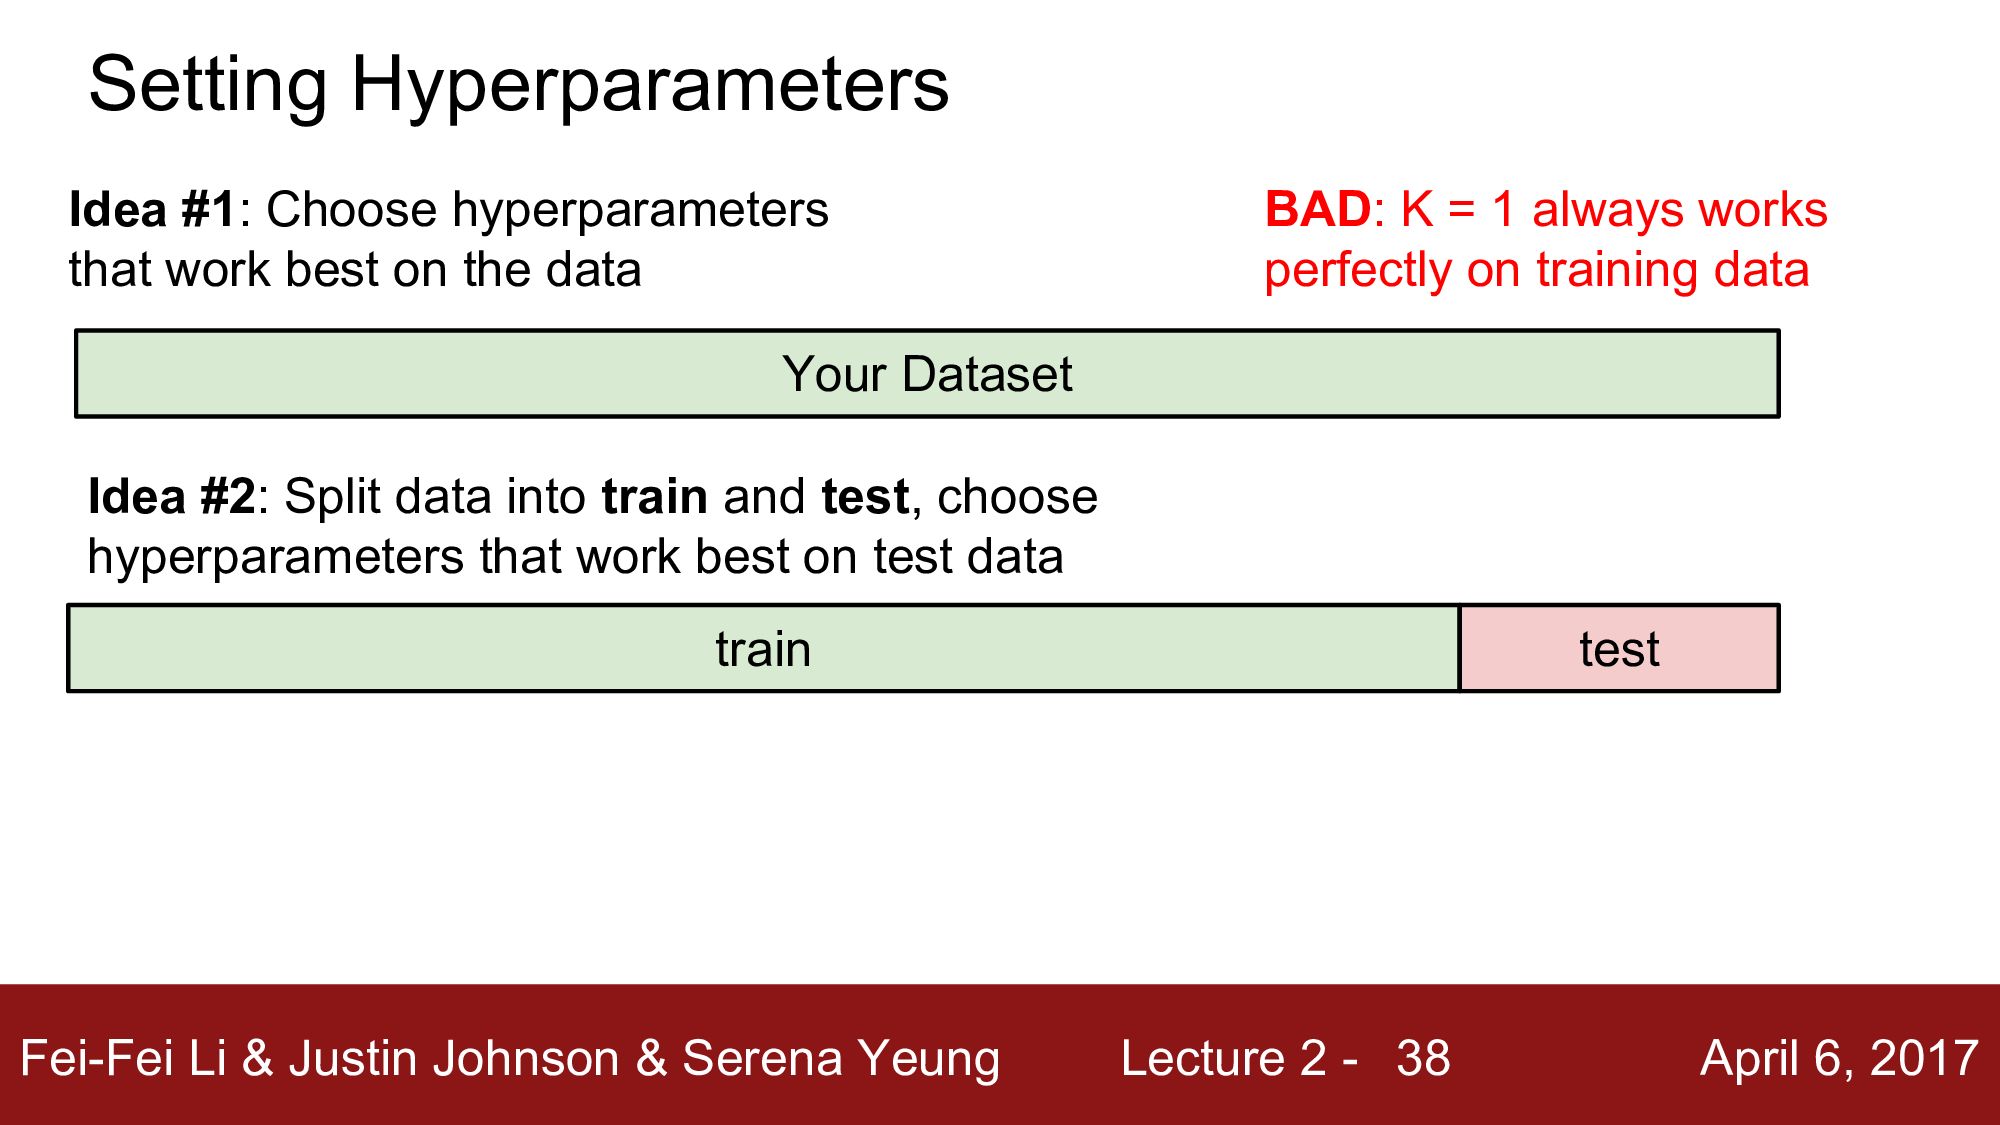 Setting Hyperparameters
Idea #1: Choose hyperparameters
that work best on the data
BAD: K = 1 always works
perfectly on training data
Your Dataset
Idea #2: Split data into train and test, choose
hyperparameters that work best on test data
train
test
Fei-Fei Li & Justin Johnson & Serena Yeung
Lecture 2 - 38
April 6, 2017